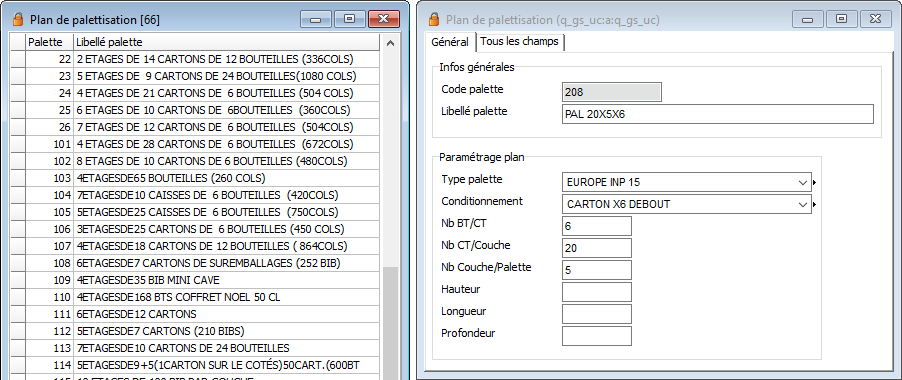 Plan de palettisation [66]
Palette Libellé palette
22 2 ETAGES DE 14 CARTONS DE 12 BOUTEILLES (336COLS)
23 5 ETAGES DE  9 CARTONS DE 24 BOUTEILLES(1080 COLS)
24 4 ETAGES DE 21 CARTONS DE  6BOUTEILLES (504 COLS)
25 6 ETAGES DE 10 CARTONS DE  6BOUTEILLES  (360COLS)
26 7 ETAGES DE 12 CARTONS DE  6 BOUTEILLES  (504COLS)
101 4 ETAGES DE 28 CARTONS DE  6 BOUTEILLES  (672COLS)
102 8 ETAGES DE 10 CARTONS DE 6 BOUTEILLES (480COLS)
103 4ETAGESDE65 BOUTEILLES (260 COLS)
104 7ETAGESDE10 CAISSES DE  6 BOUTEILLES  (420COLS)
105 5ETAGESDE25 CAISSES DE  6 BOUTEILLES  (750COLS)
106 3ETAGESDE25 CARTONS DE  6 BOUTEILLES (450 COLS)
107 4ETAGESDE18 CARTONS DE 12 BOUTEILLES ( 864COLS)
108 6ETAGESDE7 CARTONS DE SUREMBALLAGES (252 BIB)
109 4ETAGESDE35 BIB MINI CAVE
110 4ETAGESDE168 BTS COFFRET NOEL 50 CL
111 6ETAGESDE12 CARTONS
112 5ETAGESDE7 CARTONS (210 BIBS)
113 7ETAGESDE10 CARTONS DE 24 BOUTEILLES
114 5ETAGESDE9+5(1CARTON SUR LE COTÉS)50CART.(600BT
Plan de palettisation (q_gs_uc:a:q_gs_uc)
Général Tous les champs
Infos générales
Code palette 208
Libellé palette PAL 20X5X6
Paramétrage plan
Type palette EUROPE INP 15
Conditionnement CARTON X6 DEBOUT
Nb BT/CT 6
Nb CT/Couche 20
Nb Couche/Palette 5
Hauteur
Longueur
Profondeur